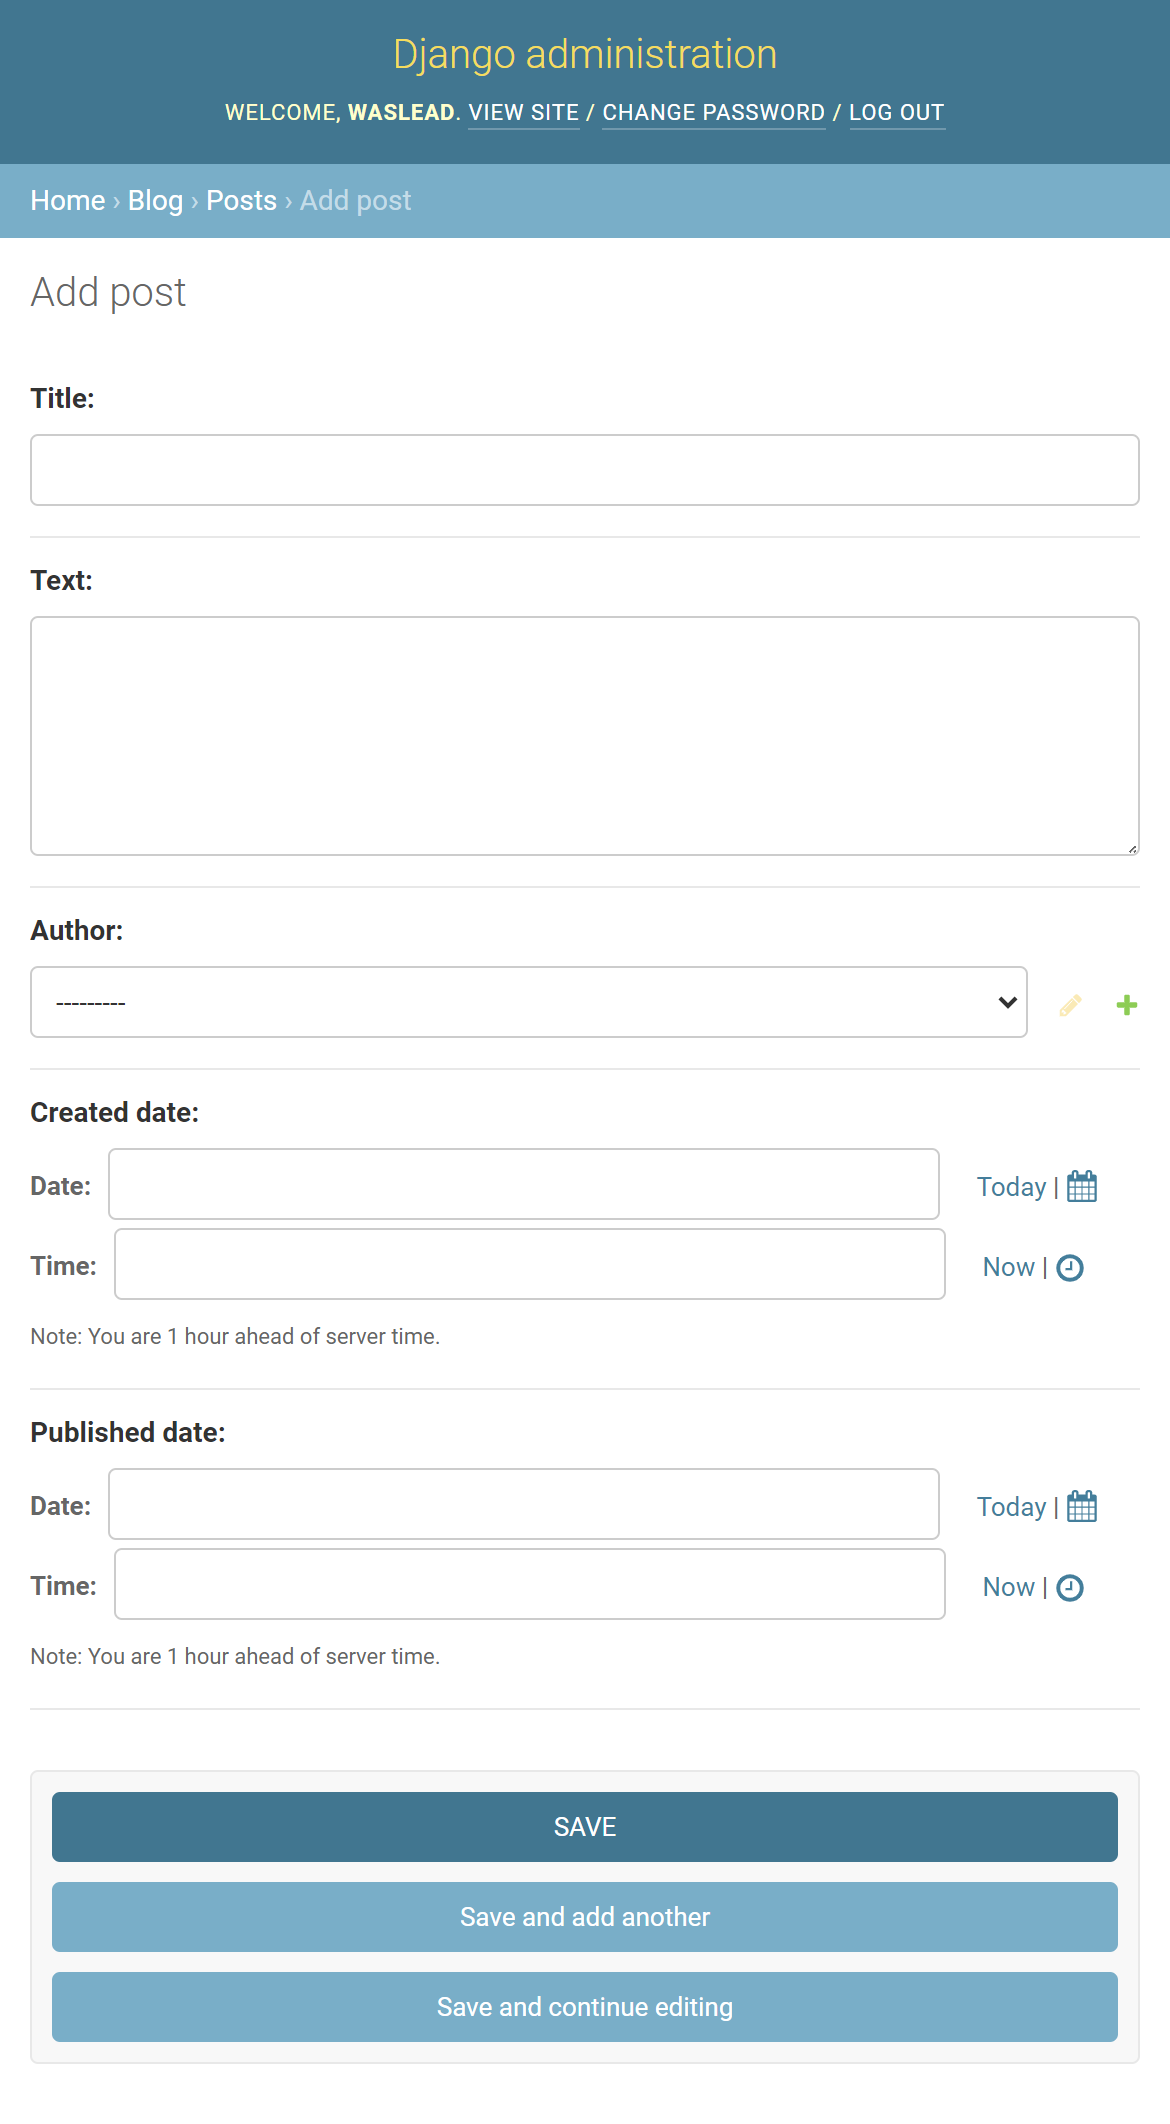 Django administration
WELCOME, WASLEAD. VIEW SITE / CHANGE PASSWORD / LOG OUT
Home › Blog › Posts › Add post
Add post
Title:
Text:
Author:
---------
Created date:
Date: Today |
Time: Now |
Note: You are 1 hour ahead of server time.
Published date:
Date: Today |
Time: Now |
Note: You are 1 hour ahead of server time.
SAVE
Save and add another
Save and continue editing